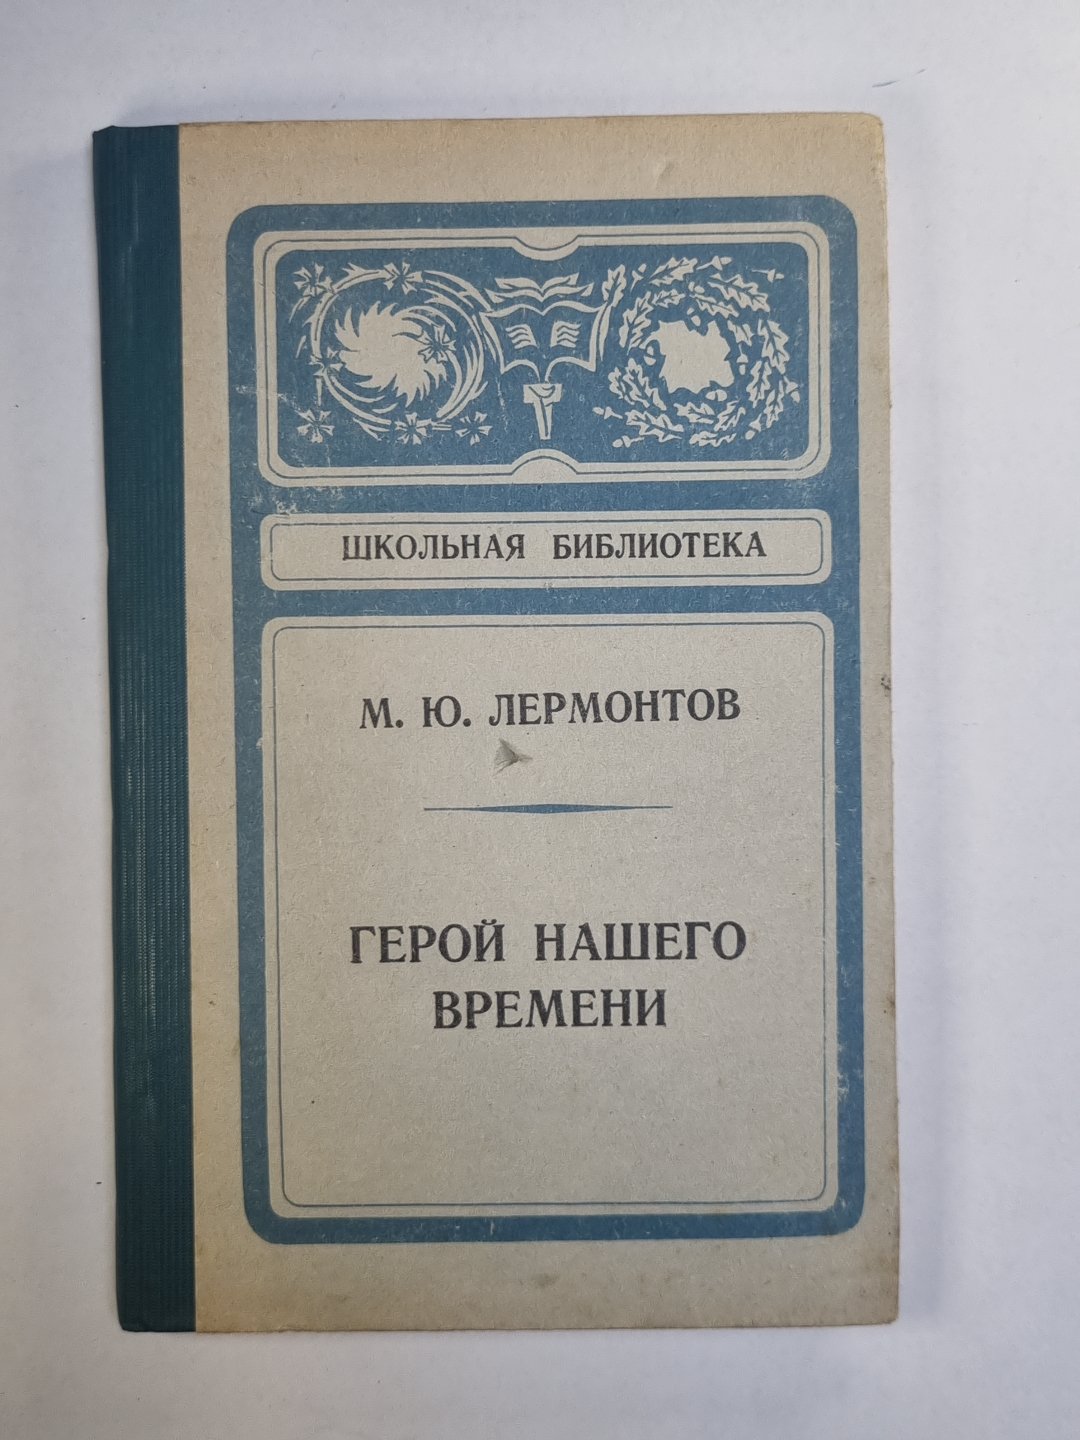 ШКОЛЬНАЯ БИБЛИОТЕКА
М. Ю. ЛЕРМОНТОВ
ГЕРОЙ НАШЕГО
ВРЕМЕНИ